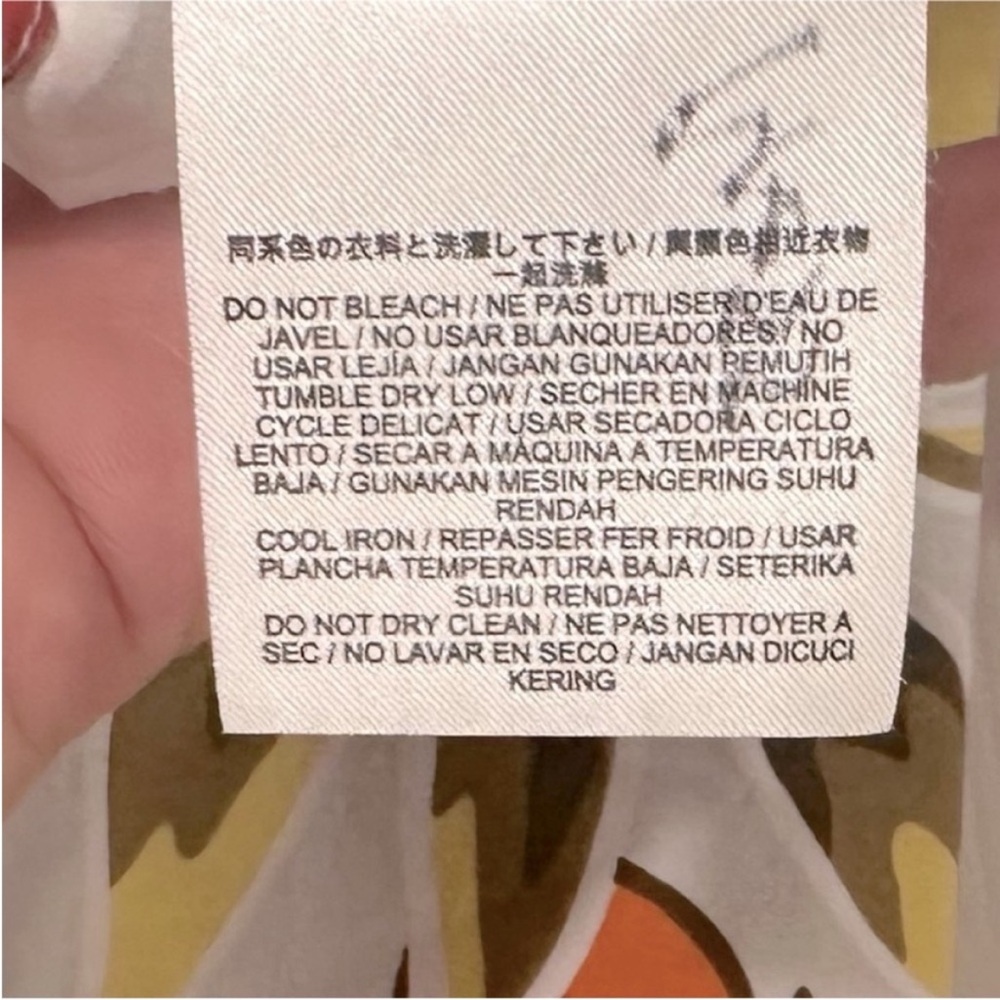 同系色の衣料と洗濯して下さい / 與顏色相近衣物
一起洗滌
DO NOT BLEACH / NE PAS UTILISER D'EAU DE
JAVEL / NO USAR BLANQUEADORES / NO
USAR LEJÍA / JANGAN GUNAKAN PEMUTIH
TUMBLE DRY LOW / SECHER EN MACHINE
CYCLE DELICAT / USAR SECADORA CICLO
LENTO / SECAR A MÁQUINA A TEMPERATURA
BAJA / GUNAKAN MESIN PENGERING SUHU
RENDAH
COOL IRON / REPASSER FER FROID / USAR
PLANCHA TEMPERATURA BAJA / SETERIKA
SUHU RENDAH
DO NOT DRY CLEAN / NE PAS NETTOYER A
SEC / NO LAVAR EN SECO / JANGAN DICUCI
KERING